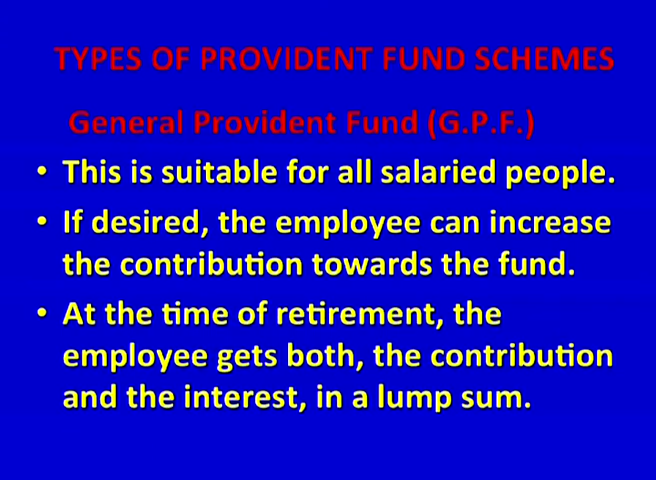 TYPES OF PROVIDENT FUND SCHEMES
General Provident Fund (G.P.F.)
• This is suitable for all salaried people.
• If desired, the employee can increase
the contribution towards the fund.
• At the time of retirement, the
employee gets both, the contribution
and the interest, in a lump sum.